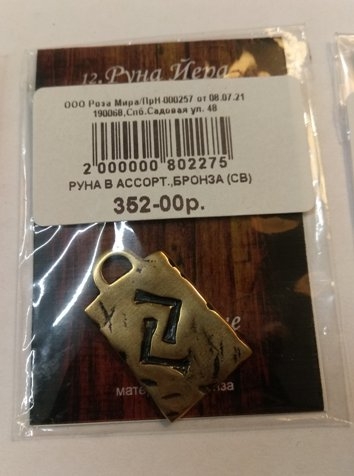 12. Руна Йера
ООО Роза Мира/ПрН-000257 от 08.07.21
190068,Спб.Садовая ул. 48
2 000000 802275
РУНА В АССОРТ.,БРОНЗА (СВ)
352-00р.